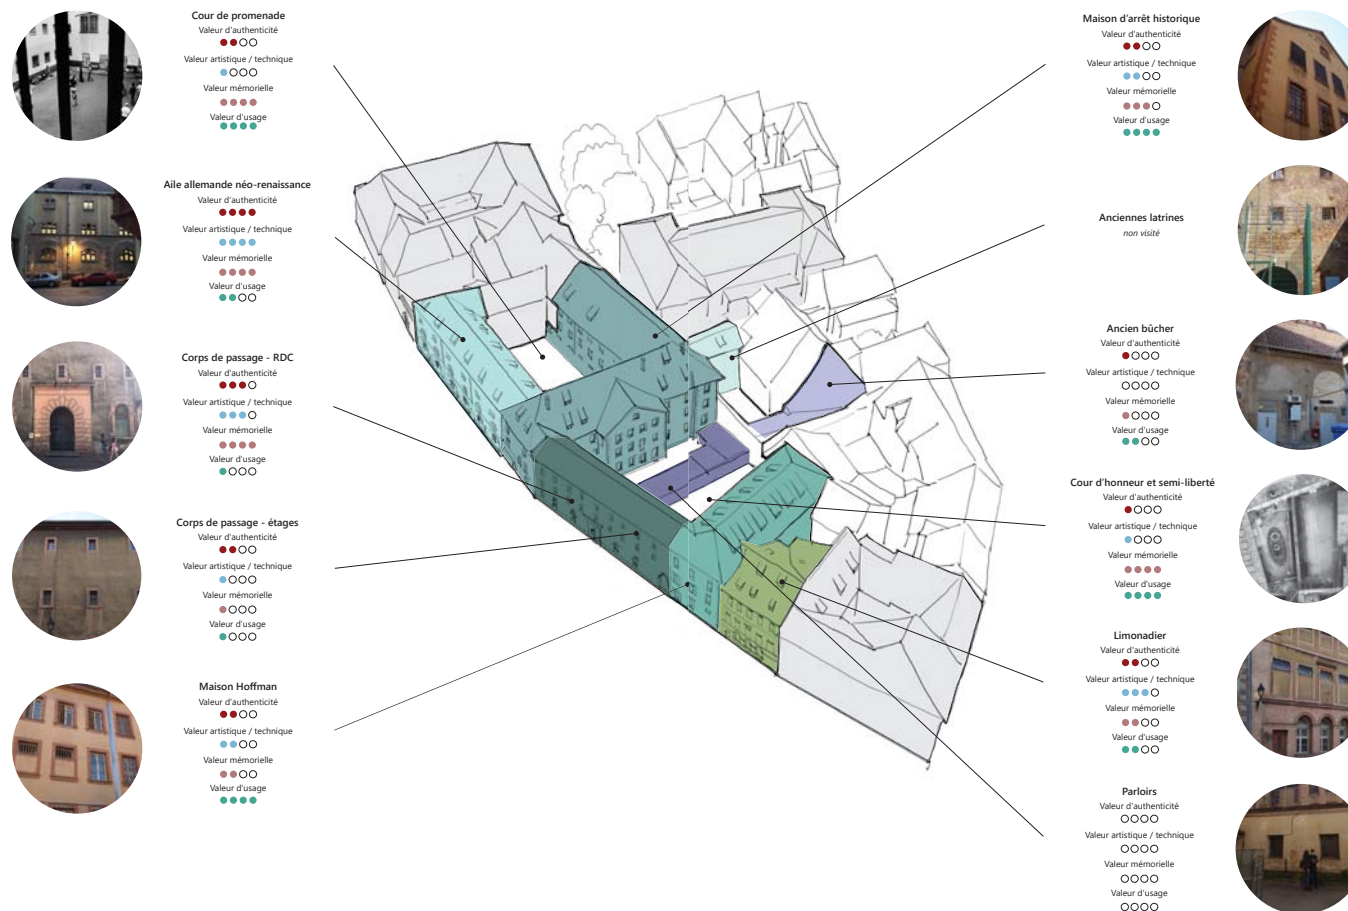 Cour de promenade
Valeur d'authenticité
Valeur artistique / technique
Valeur mémorielle
Valeur d'usage
Aile allemande néo-renaissance
Valeur d'authenticité
Valeur artistique / technique
Valeur mémorielle
Valeur d'usage
Corps de passage - RDC
Valeur d'authenticité
Valeur artistique / technique
Valeur mémorielle
Valeur d'usage
Corps de passage - étages
Valeur d'authenticité
Valeur artistique / technique
Valeur mémorielle
Valeur d'usage
Maison Hoffman
Valeur d'authenticité
Valeur artistique / technique
Valeur mémorielle
Valeur d'usage
Maison d'arrêt historique
Valeur d'authenticité
Valeur artistique / technique
Valeur mémorielle
Valeur d'usage
Anciennes latrines
non visité
Ancien bûcher
Valeur d'authenticité
Valeur artistique / technique
Valeur mémorielle
Valeur d'usage
Cour d'honneur et semi-liberté
Valeur d'authenticité
Valeur artistique / technique
Valeur mémorielle
Valeur d'usage
Limonadier
Valeur d'authenticité
Valeur artistique / technique
Valeur mémorielle
Valeur d'usage
Parloirs
Valeur d'authenticité
Valeur artistique / technique
Valeur mémorielle
Valeur d'usage